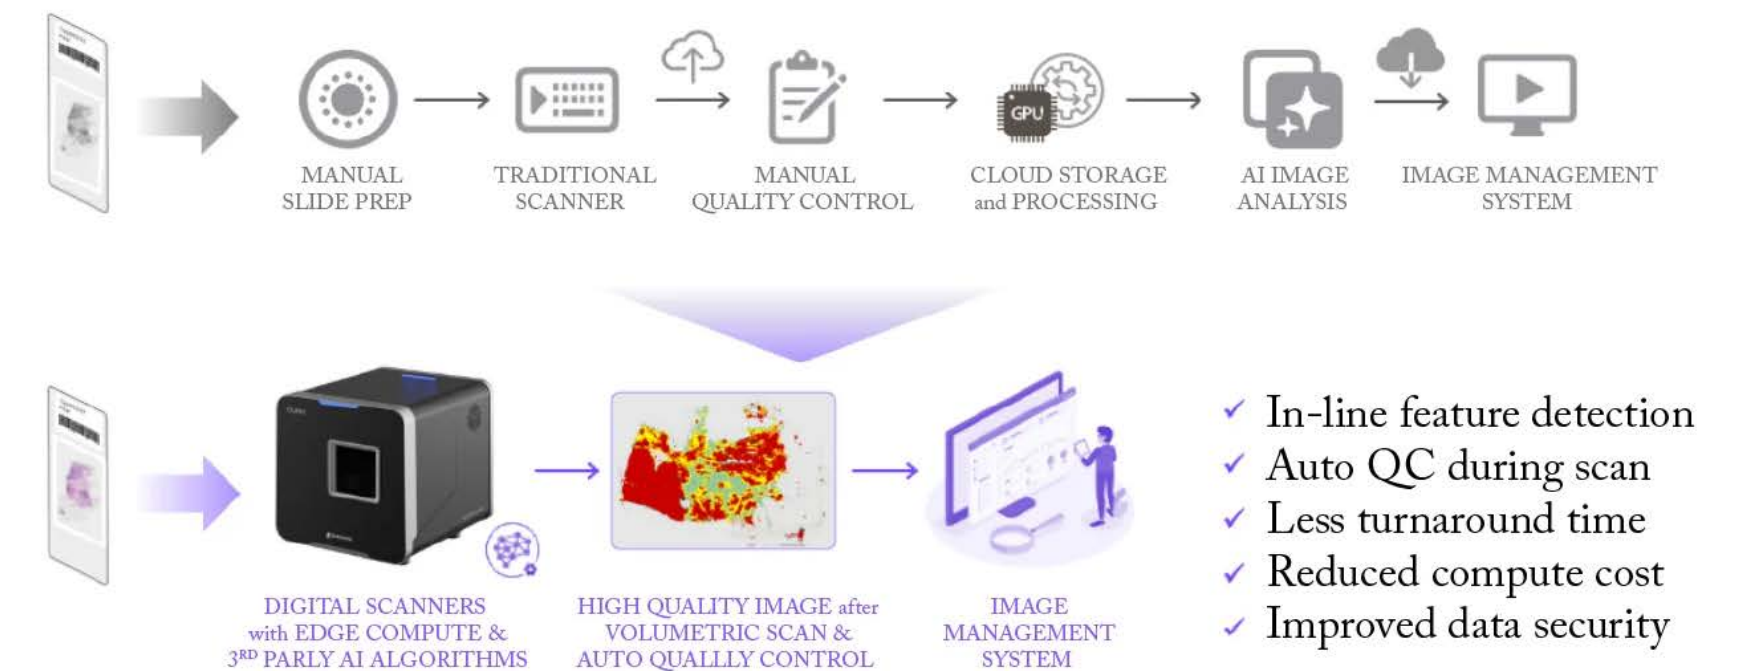 MANUAL
SLIDE PREP
TRADITIONAL
SCANNER
MANUAL
QUALITY CONTROL
GPU
CLOUD STORAGE
and PROCESSING
AI IMAGE
ANALYSIS
IMAGE MANAGEMENT
SYSTEM
DIGITAL SCANNERS
with EDGE COMPUTE &
3RD PARLY AI ALGORITHMS
HIGH QUALITY IMAGE after
VOLUMETRIC SCAN &
AUTO QUALLLY CONTROL
IMAGE
MANAGEMENT
SYSTEM
✓ In-line feature detection
✓ Auto QC during scan
✓ Less turnaround time
✓ Reduced compute cost
✓ Improved data security